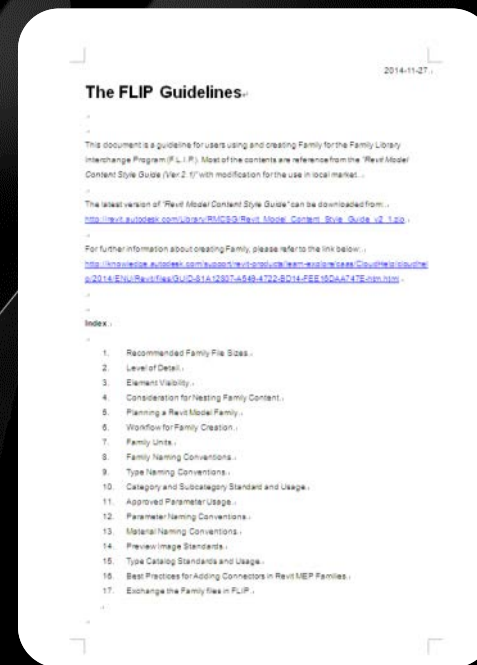 2014-11-27
The FLIP Guidelines
This document is a guideline for users using and creating Family for the Family Library
Interchange Program (F.L.I.P.). Most of the contents are reference from the "Revit Model
Content Style Guide (Ver 2.1)" with modification for the use in local market.
The latest version of "Revit Model Content Style Guide" can be downloaded from:
http://revit.autodesk.com/Library/RMCSG/Revit_Model_Content_Style_Guide_v2_1.zip
For further information about creating Family, please refer to the link below:
Index
1. Recommended Family File Sizes
2. Level of Detail
3. Element Visibility
4. Consideration for Nesting Family Content
5. Planning a Revit Model Family
6. Workflow for Family Creation
7. Family Units
8. Family Naming Conventions
9. Type Naming Conventions
10. Category and Subcategory Standard and Usage
11. Approved Parameter Usage
12. Parameter Naming Conventions
13. Material Naming Conventions
14. Preview Image Standards
15. Type Catalog Standards and Usage
16. Best Practices for Adding Connectors in Revit MEP Families
17. Exchange the Family files in FLIP